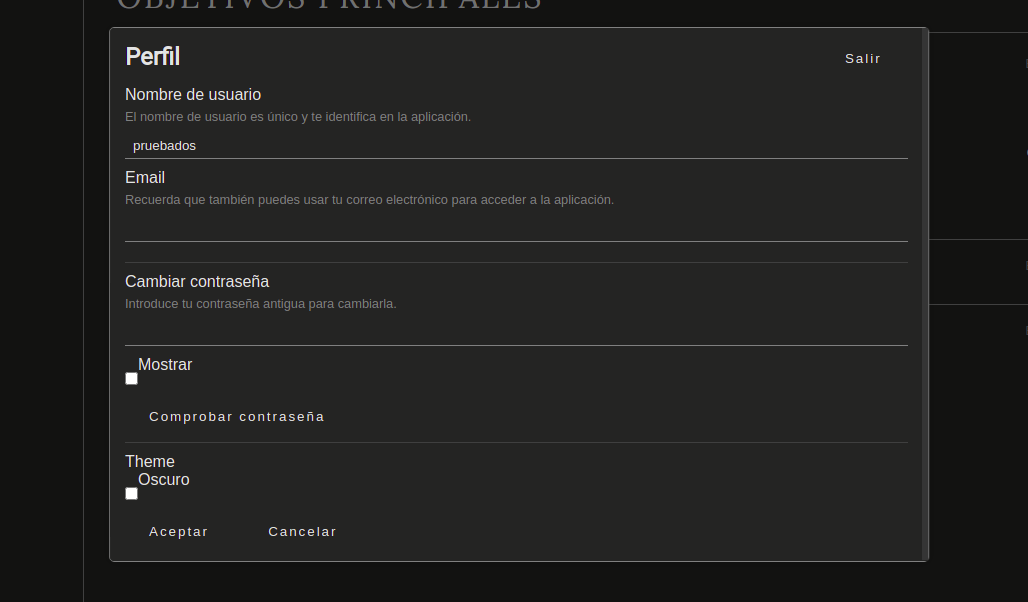 OBJETIVOS PRINCIPALES
Perfil
Salir
Nombre de usuario
El nombre de usuario es único y te identifica en la aplicación.
pruebados
Email
Recuerda que también puedes usar tu correo electrónico para acceder a la aplicación.
Cambiar contraseña
Introduce tu contraseña antigua para cambiarla.
Mostrar
Comprobar contraseña
Theme
Oscuro
Aceptar
Cancelar